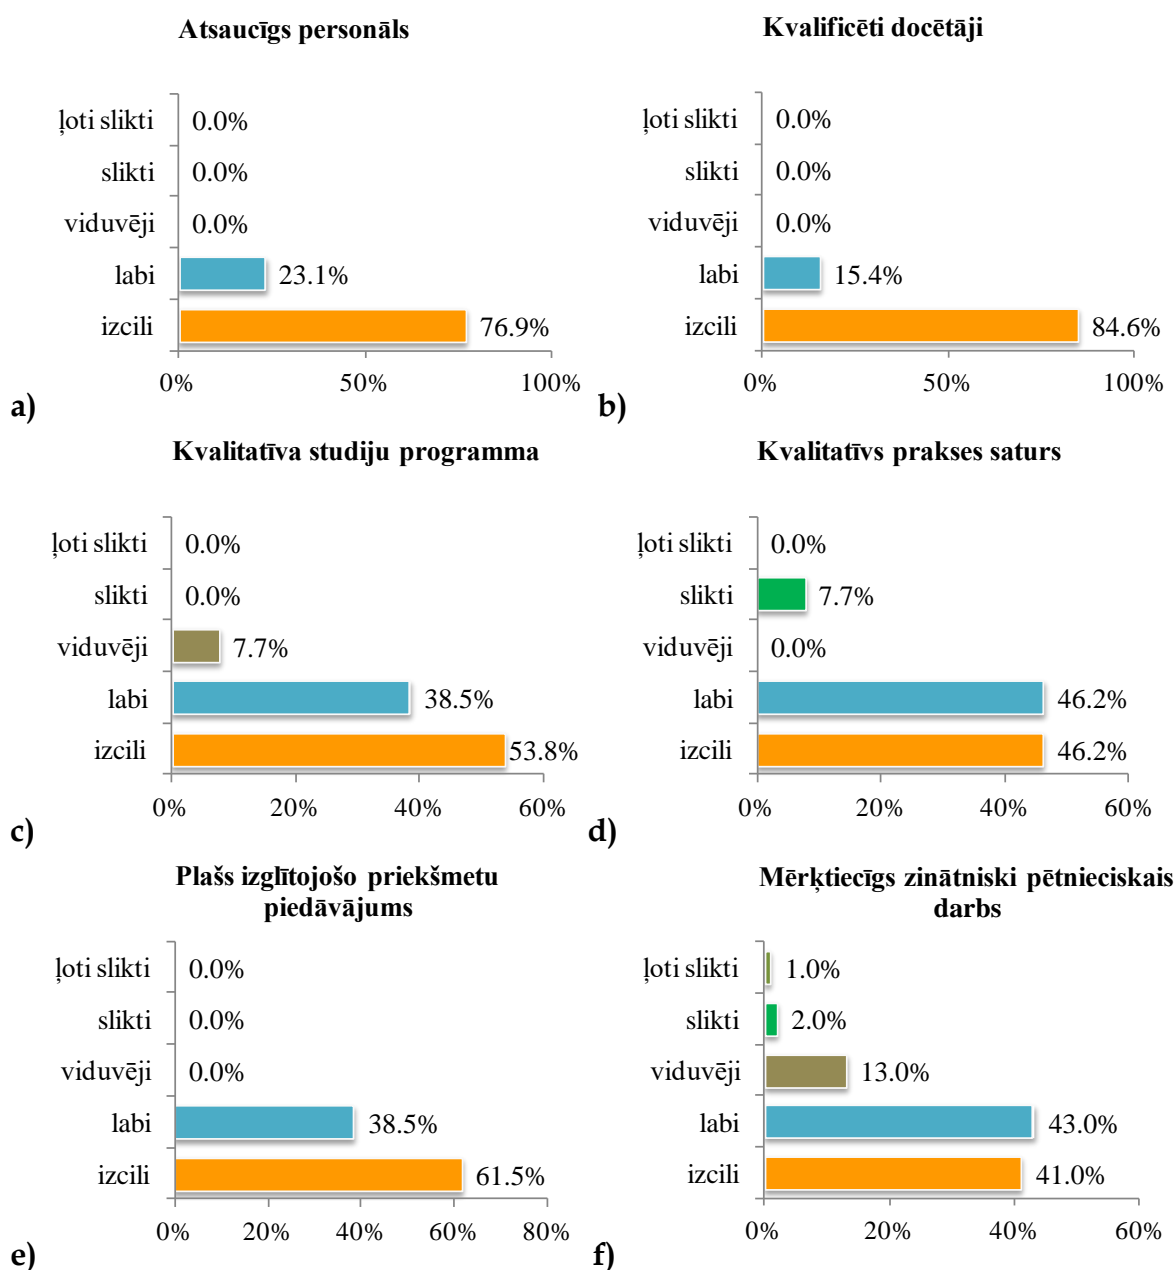 Atsaucīgs personāls
ļoti slikti 0.0%
slikti 0.0%
viduvēji 0.0%
labi 23.1%
izcili 76.9%
0% 50% 100%
a)
Kvalificēti docētāji
ļoti slikti 0.0%
slikti 0.0%
viduvēji 0.0%
labi 15.4%
izcili 84.6%
0% 50% 100%
b)
Kvalitatīva studiju programma
ļoti slikti 0.0%
slikti 0.0%
viduvēji 7.7%
labi 38.5%
izcili 53.8%
0% 20% 40% 60%
c)
Kvalitatīvs prakses saturs
ļoti slikti 0.0%
slikti 7.7%
viduvēji 0.0%
labi 46.2%
izcili 46.2%
0% 20% 40% 60%
d)
Plašs izglītojošo priekšmetu
piedāvājums
ļoti slikti 0.0%
slikti 0.0%
viduvēji 0.0%
labi 38.5%
izcili 61.5%
0% 20% 40% 60% 80%
e)
Mērķtiecīgs zinātniski pētnieciskais
darbs
ļoti slikti 1.0%
slikti 2.0%
viduvēji 13.0%
labi 43.0%
izcili 41.0%
0% 20% 40% 60%
f)